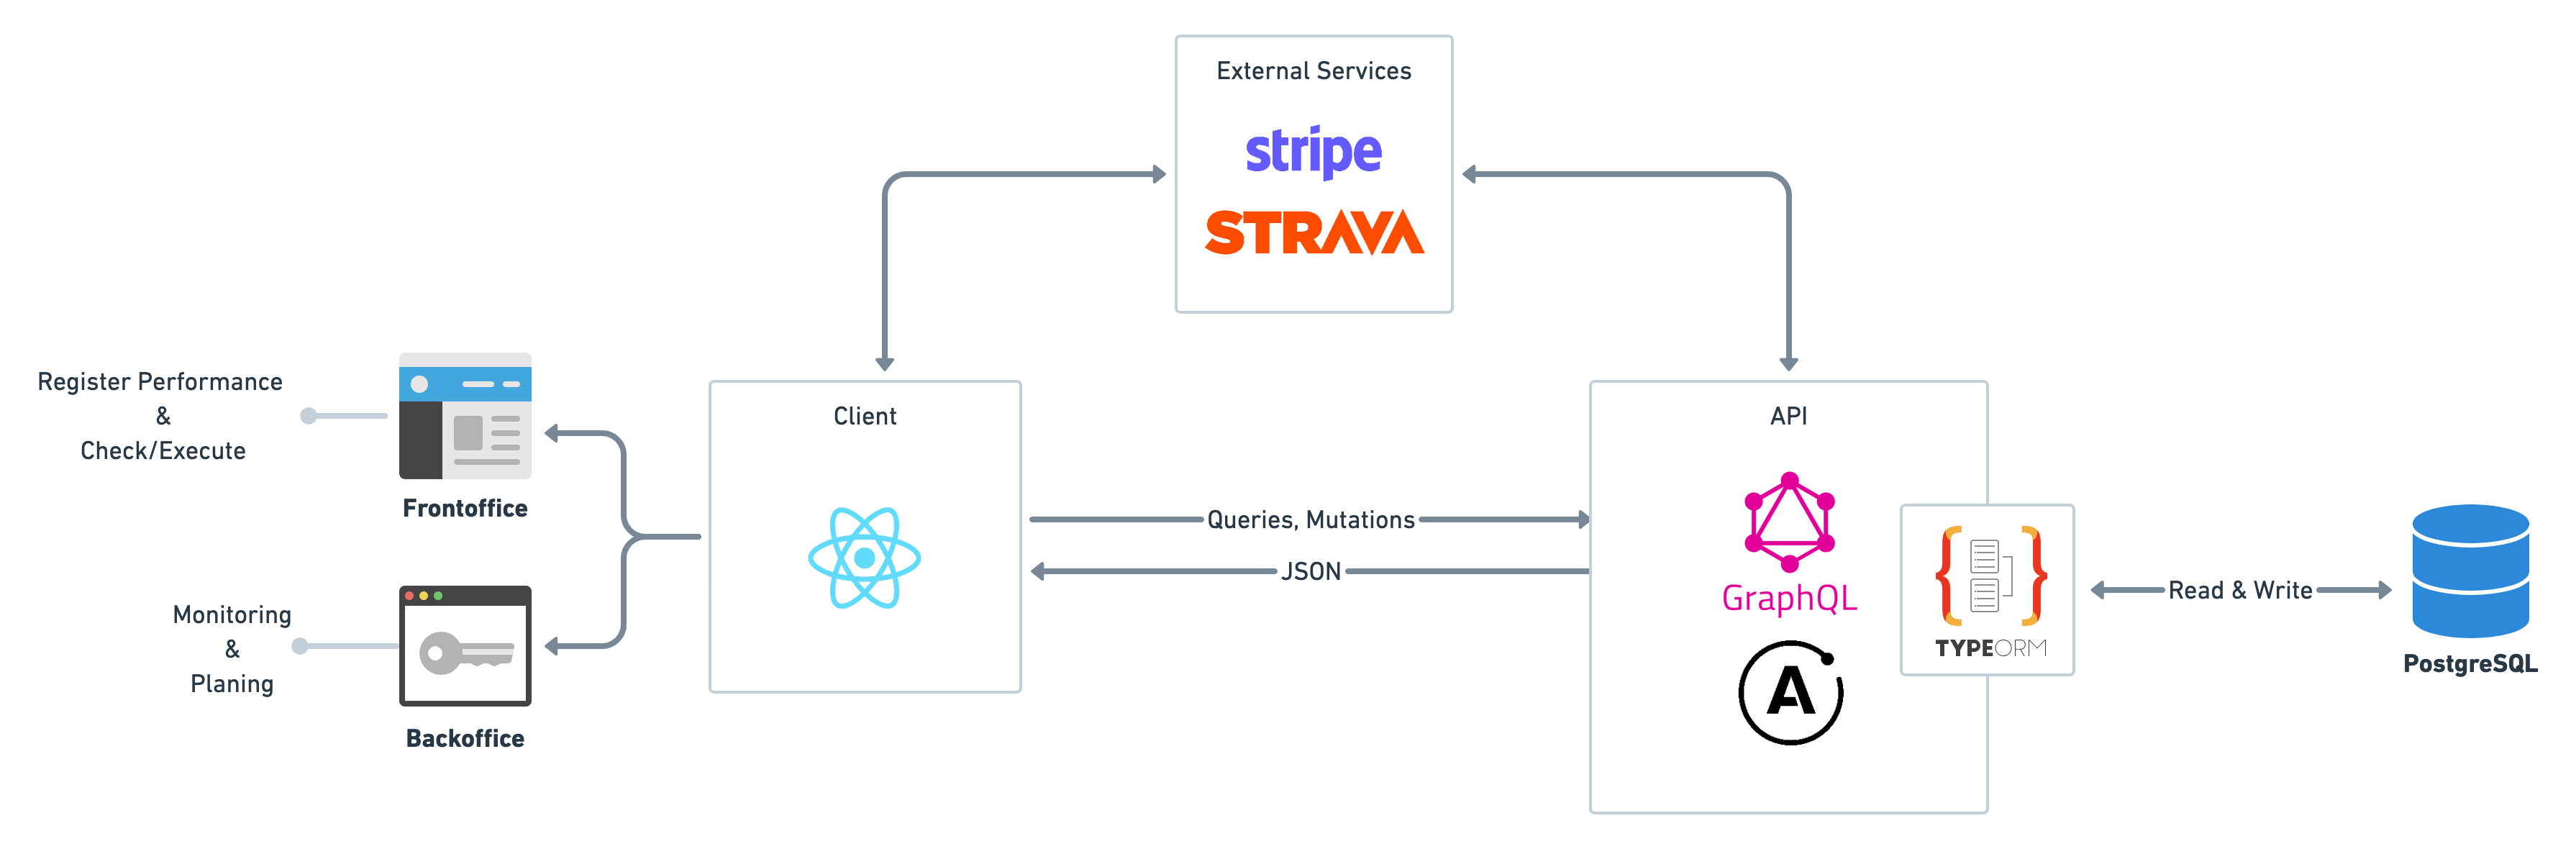 External Services
stripe
STRAVA
Register Performance
&
Check/Execute
Frontoffice
Monitoring
&
Planing
Backoffice
Client
Queries, Mutations
JSON
API
GraphQL
A
TYPEORM
Read & Write
PostgreSQL